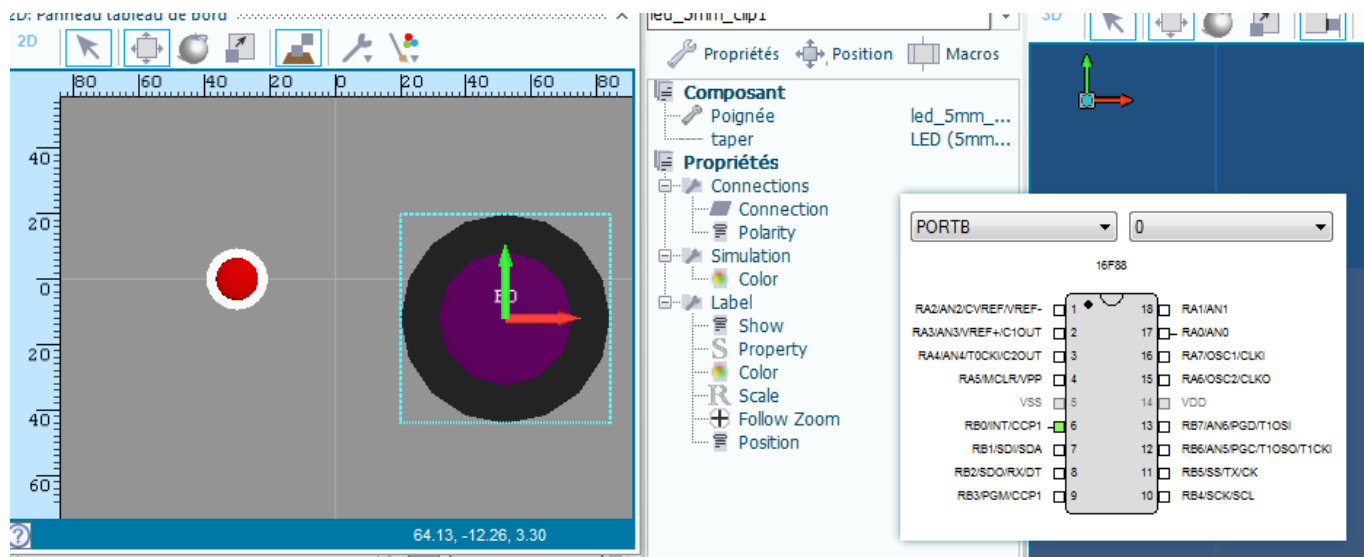 2D: Panneau tableau de bord
2D
80 60 40 20 0 20 40 60 80
40
20
0
20
40
60
B0
64.13, -12.26, 3.30
led_5mm_clip1
Propriétés Position Macros
Composant
Poignée led_5mm_...
taper LED (5mm...
Propriétés
Connections
Connection
Polarity
Simulation
Color
Label
Show
Property
Color
Scale
Follow Zoom
Position
3D
PORTB 0
16F88
RA2/AN2/CVREF/VREF- 1 18 RA1/AN1
RA3/AN3/VREF+/C1OUT 2 17 RA0/AN0
RA4/AN4/T0CKI/C2OUT 3 16 RA7/OSC1/CLKI
RA5/MCLR/VPP 4 15 RA6/OSC2/CLKO
VSS 5 14 VDD
RB0/INT/CCP1 6 13 RB7/AN6/PGD/T1OSI
RB1/SDI/SDA 7 12 RB6/AN5/PGC/T1OSO/T1CKI
RB2/SDO/RX/DT 8 11 RB5/SS/TX/CK
RB3/PGM/CCP1 9 10 RB4/SCK/SCL